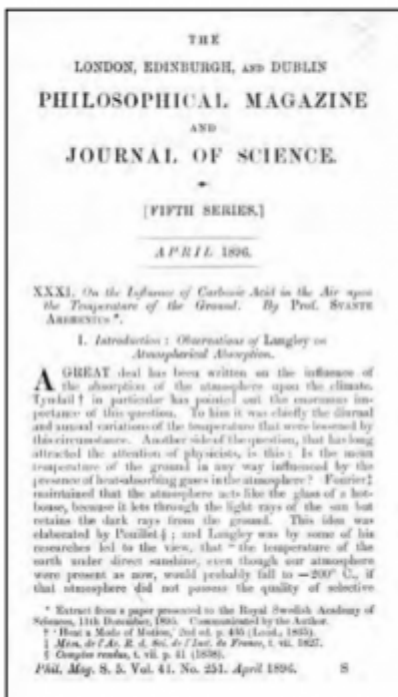 THE
LONDON, EDINBURGH, AND DUBLIN
PHILOSOPHICAL MAGAZINE
AND
JOURNAL OF SCIENCE.
[FIFTH SERIES.]
APRIL 1896.
XXXI. On the Influence of Carbonic Acid in the Air upon
the Temperature of the Ground. By Prof. SVANTE
ARRHENIUS *.
I. Introduction : Observations of Langley on
Atmospherical Absorption.
A GREAT deal has been written on the influence of
the absorption of the atmosphere upon the climate.
Tyndall † in particular has pointed out the enormous im-
portance of this question. To him it was chiefly the diurnal
and annual variations of the temperature that were lessened by
this circumstance. Another side of the question, that has long
attracted the attention of physicists, is this : Is the mean
temperature of the ground in any way influenced by the
presence of heat-absorbing gases in the atmosphere ? Fourier ‡
maintained that the atmosphere acts like the glass of a hot-
house, because it lets through the light rays of the sun but
retains the dark rays from the ground. This idea was
elaborated by Pouillet § ; and Langley was by some of his
researches led to the view, that "the temperature of the
earth under direct sunshine, even though our atmosphere
were present as now, would probably fall to −200° C., if
that atmosphere did not possess the quality of selective
* Extract from a paper presented to the Royal Swedish Academy of
Sciences, 11th December, 1895. Communicated by the Author.
† 'Heat a Mode of Motion,' 2nd ed. p. 405 (Lond., 1865).
‡ Mém. de l'Ac. R. d. Sci. de l'Inst. de France, t. vii. 1827.
§ Comptes rendus, t. vii. p. 41 (1838).
Phil. Mag. S. 5. Vol. 41. No. 251. April 1896. S